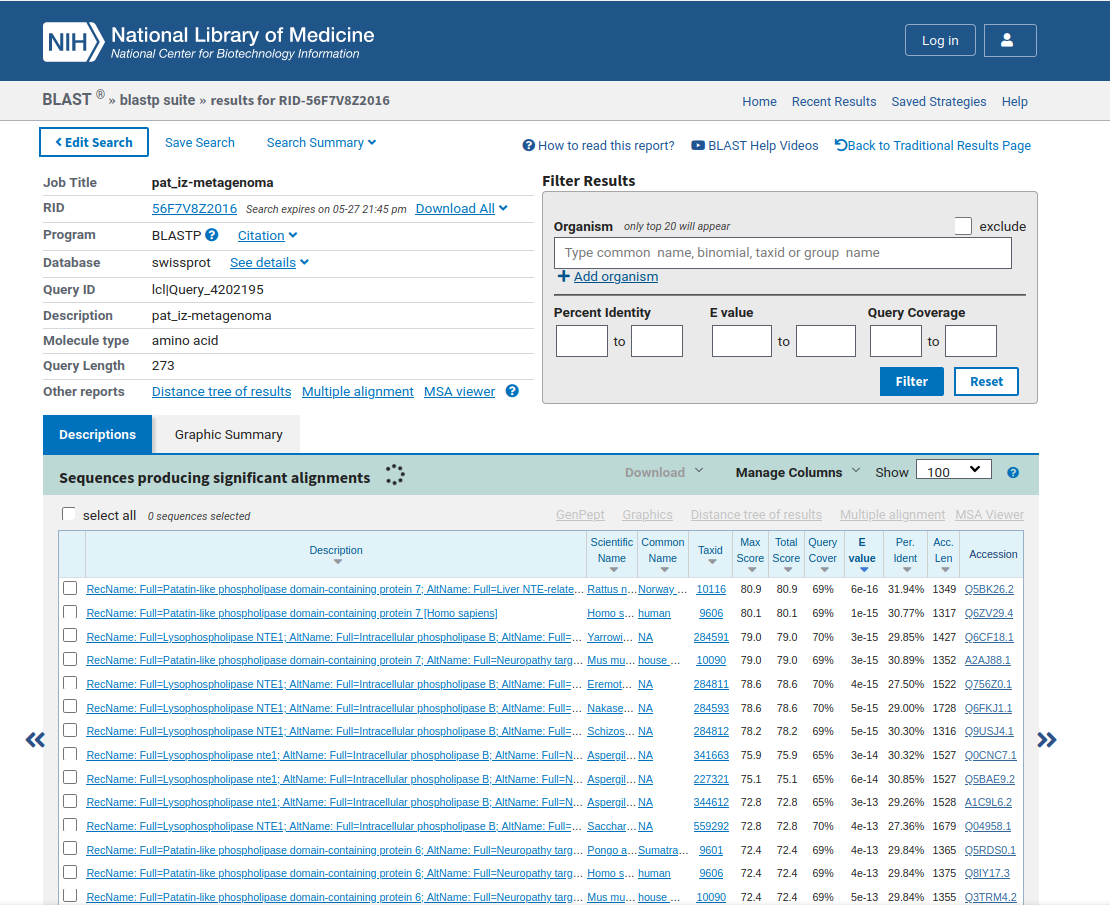 NIH National Library of Medicine
National Center for Biotechnology Information
Log in
BLAST ® » blastp suite » results for RID-56F7V8Z2016
Home Recent Results Saved Strategies Help
Edit Search Save Search Search Summary
How to read this report? BLAST Help Videos Back to Traditional Results Page
Job Title pat_iz-metagenoma
RID 56F7V8Z2016 Search expires on 05-27 21:45 pm Download All
Program BLASTP ? Citation
Database swissprot See details
Query ID lcl|Query_4202195
Description pat_iz-metagenoma
Molecule type amino acid
Query Length 273
Other reports Distance tree of results Multiple alignment MSA viewer ?
Filter Results
Organism only top 20 will appear exclude
Type common name, binomial, taxid or group name
+ Add organism
Percent Identity E value Query Coverage
to to to
Filter Reset
Descriptions Graphic Summary
Sequences producing significant alignments Download Manage Columns Show 100 ?
select all 0 sequences selected GenPept Graphics Distance tree of results Multiple alignment MSA Viewer
Description Scientific Name Common Name Taxid Max Score Total Score Query Cover E value Per. Ident Acc. Len Accession
RecName: Full=Patatin-like phospholipase domain-containing protein 7; AltName: Full=Liver NTE-relate... Rattus n... Norway ... 10116 80.9 80.9 69% 6e-16 31.94% 1349 Q5BK26.2
RecName: Full=Patatin-like phospholipase domain-containing protein 7 [Homo sapiens] Homo s... human 9606 80.1 80.1 69% 1e-15 30.77% 1317 Q6ZV29.4
RecName: Full=Lysophospholipase NTE1; AltName: Full=Intracellular phospholipase B; AltName: Full=... Yarrowi... NA 284591 79.0 79.0 70% 3e-15 29.85% 1427 Q6CF18.1
RecName: Full=Patatin-like phospholipase domain-containing protein 7; AltName: Full=Neuropathy targ... Mus mu... house ... 10090 79.0 79.0 69% 3e-15 30.89% 1352 A2AJ88.1
RecName: Full=Lysophospholipase NTE1; AltName: Full=Intracellular phospholipase B; AltName: Full=... Eremot... NA 284811 78.6 78.6 70% 4e-15 27.50% 1522 Q756Z0.1
RecName: Full=Lysophospholipase NTE1; AltName: Full=Intracellular phospholipase B; AltName: Full=... Nakase... NA 284593 78.6 78.6 70% 5e-15 29.00% 1728 Q6FKJ1.1
RecName: Full=Lysophospholipase NTE1; AltName: Full=Intracellular phospholipase B; AltName: Full=... Schizos... NA 284812 78.2 78.2 69% 5e-15 30.30% 1316 Q9USJ4.1
RecName: Full=Lysophospholipase nte1; AltName: Full=Intracellular phospholipase B; AltName: Full=N... Aspergil... NA 341663 75.9 75.9 65% 3e-14 30.32% 1527 Q0CNC7.1
RecName: Full=Lysophospholipase NTE1; AltName: Full=Intracellular phospholipase B; AltName: Full=N... Aspergil... NA 227321 75.1 75.1 65% 6e-14 30.85% 1527 Q5BAE9.2
RecName: Full=Lysophospholipase nte1; AltName: Full=Intracellular phospholipase B; AltName: Full=N... Aspergil... NA 344612 72.8 72.8 65% 3e-13 29.26% 1528 A1C9L6.2
RecName: Full=Lysophospholipase NTE1; AltName: Full=Intracellular phospholipase B; AltName: Full=... Sacchar... NA 559292 72.8 72.8 70% 4e-13 27.36% 1679 Q04958.1
RecName: Full=Patatin-like phospholipase domain-containing protein 6; AltName: Full=Neuropathy targ... Pongo a... Sumatra... 9601 72.4 72.4 69% 4e-13 29.84% 1365 Q5RDS0.1
RecName: Full=Patatin-like phospholipase domain-containing protein 6; AltName: Full=Neuropathy targ... Homo s... human 9606 72.4 72.4 69% 4e-13 29.84% 1375 Q8IY17.3
RecName: Full=Patatin-like phospholipase domain-containing protein 6; AltName: Full=Neuropathy targ... Mus mu... house ... 10090 72.4 72.4 69% 5e-13 29.84% 1355 Q3TRM4.2